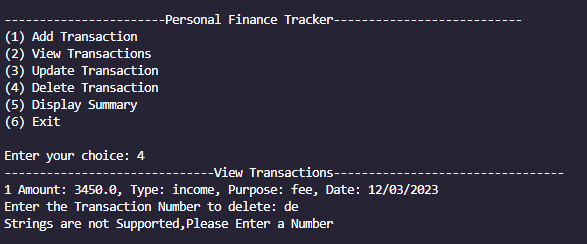 -----------------------Personal Finance Tracker---------------------------
(1) Add Transaction
(2) View Transactions
(3) Update Transaction
(4) Delete Transaction
(5) Display Summary
(6) Exit
Enter your choice: 4
------------------------------View Transactions---------------------------------
1 Amount: 3450.0, Type: income, Purpose: fee, Date: 12/03/2023
Enter the Transaction Number to delete: de
Strings are not Supported,Please Enter a Number